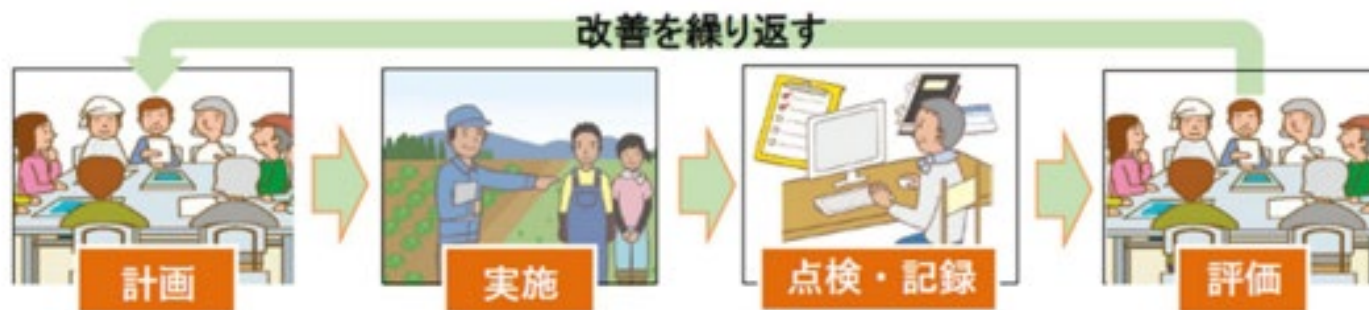 改善を繰り返す
計画
実施
点検・記録
評価